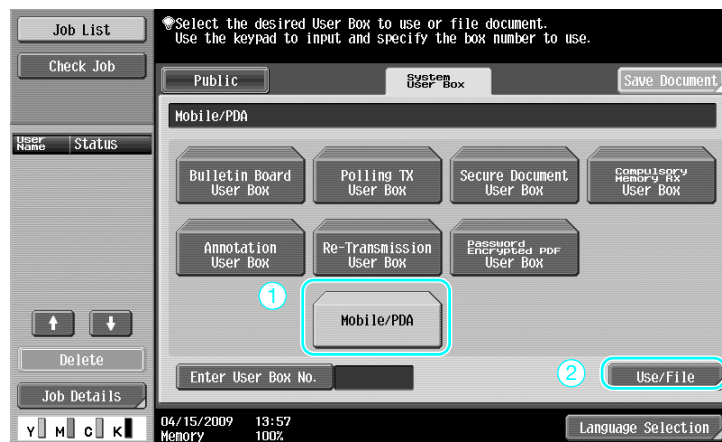 Job List
Check Job
Select the desired User Box to use or file document.
Use the keypad to input and specify the box number to use.
Public
System
User Box
Save Document
Mobile/PDA
User
Name
Status
Bulletin Board
User Box
Polling TX
User Box
Secure Document
User Box
Compulsory
Memory RX
User Box
Annotation
User Box
Re-Transmission
User Box
Password
Encrypted PDF
User Box
1
Mobile/PDA
Delete
Enter User Box No.
2
Use/File
Job Details
Y M C K
04/15/2009 13:57
Memory 100%
Language Selection